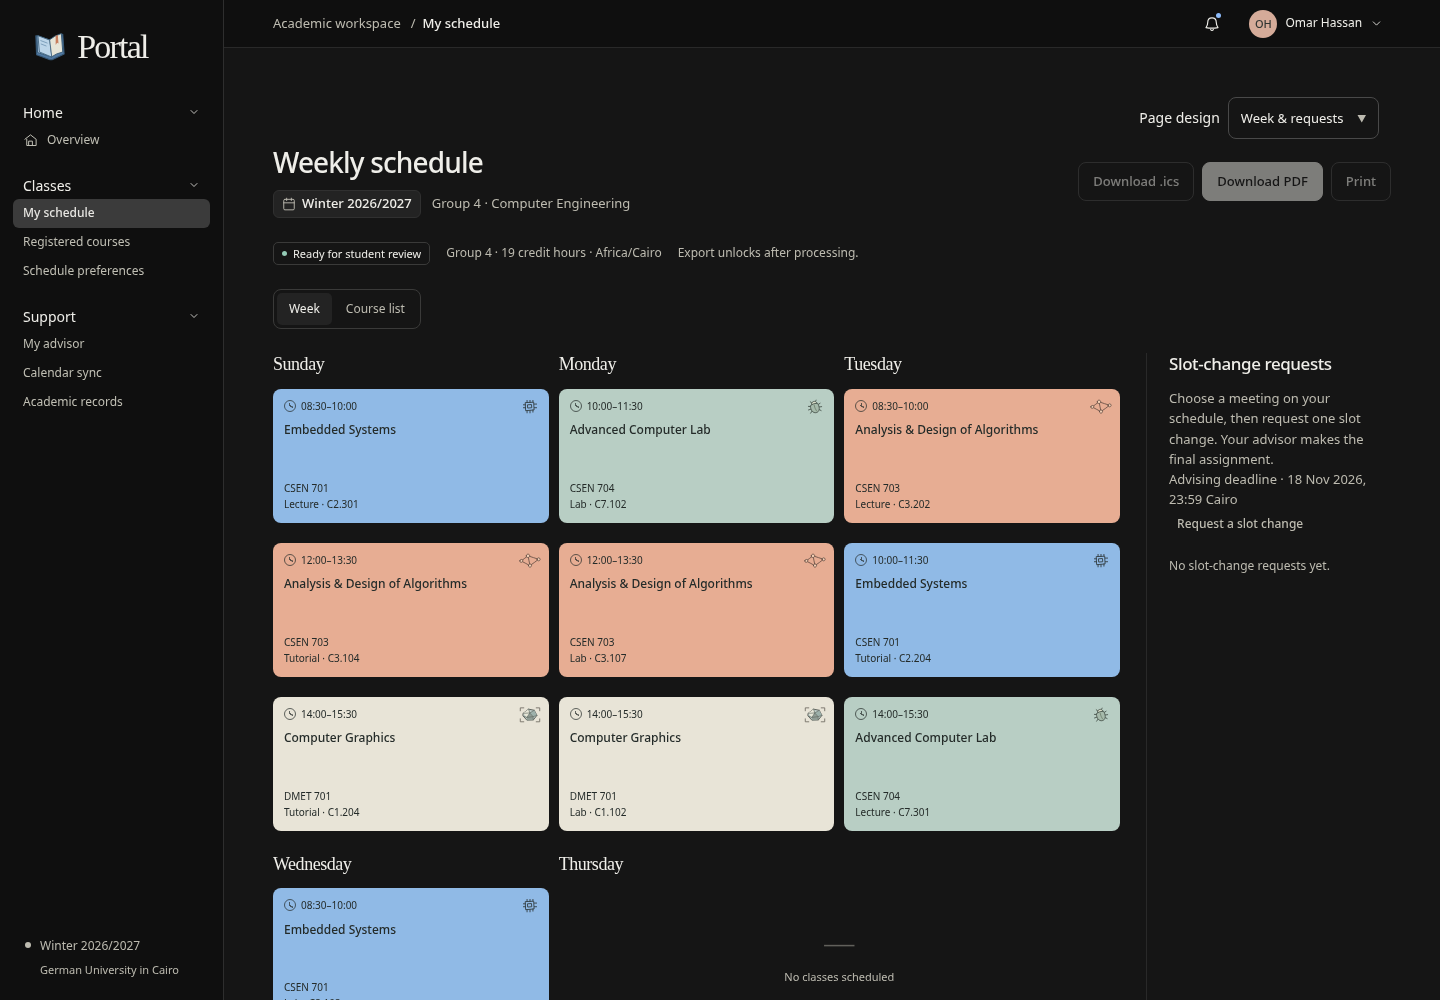 Portal
Home
Overview
Classes
My schedule
Registered courses
Schedule preferences
Support
My advisor
Calendar sync
Academic records
Winter 2026/2027
German University in Cairo
Academic workspace / My schedule
OH Omar Hassan
Page design Week & requests
Weekly schedule
Winter 2026/2027 Group 4 · Computer Engineering
Download .ics Download PDF Print
Ready for student review Group 4 · 19 credit hours · Africa/Cairo Export unlocks after processing.
Week Course list
Sunday
08:30–10:00
Embedded Systems
CSEN 701
Lecture · C2.301
12:00–13:30
Analysis & Design of Algorithms
CSEN 703
Tutorial · C3.104
14:00–15:30
Computer Graphics
DMET 701
Tutorial · C1.204
Monday
10:00–11:30
Advanced Computer Lab
CSEN 704
Lab · C7.102
12:00–13:30
Analysis & Design of Algorithms
CSEN 703
Lab · C3.107
14:00–15:30
Computer Graphics
DMET 701
Lab · C1.102
Tuesday
08:30–10:00
Analysis & Design of Algorithms
CSEN 703
Lecture · C3.202
10:00–11:30
Embedded Systems
CSEN 701
Tutorial · C2.204
14:00–15:30
Advanced Computer Lab
CSEN 704
Lecture · C7.301
Wednesday
08:30–10:00
Embedded Systems
CSEN 701
Thursday
No classes scheduled
Slot-change requests
Choose a meeting on your
schedule, then request one slot
change. Your advisor makes the
final assignment.
Advising deadline · 18 Nov 2026,
23:59 Cairo
Request a slot change
No slot-change requests yet.